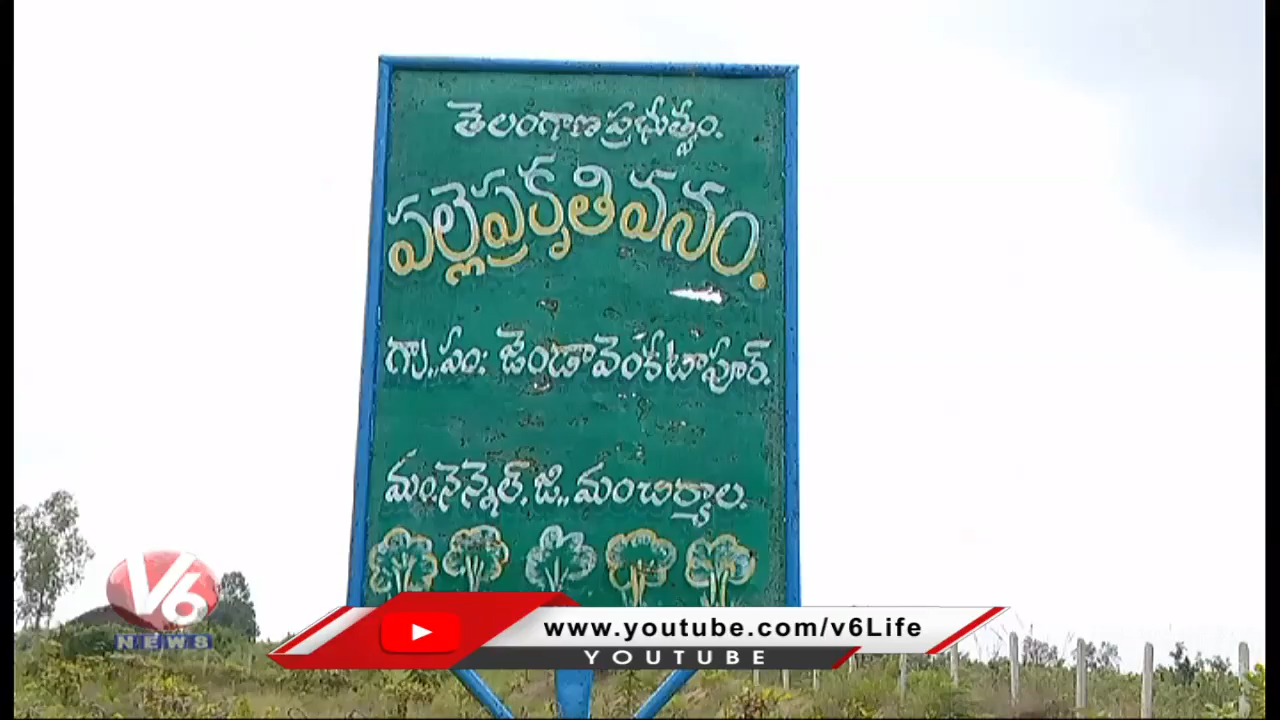 తెలంగాణ ప్రభుత్వం.
పల్లెప్రకృతి వనం.
గ్రా..పం: జెండావెంకటాపూర్.
మం.నెన్నెల్. జి., మంచిర్యాల.
V6
NEWS
www.youtube.com/v6Life
YOUTUBE